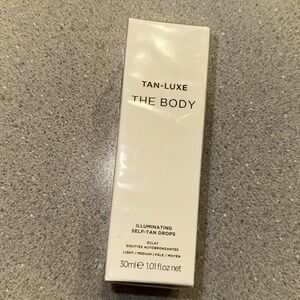 TAN-LUXE
THE BODY
ILLUMINATING
SELF-TAN DROPS
ÉCLAT
GOUTTES AUTOBRONZANTES
LIGHT / MEDIUM | PÂLE / MOYEN
30ml ℮ 1.01 fl.oz net